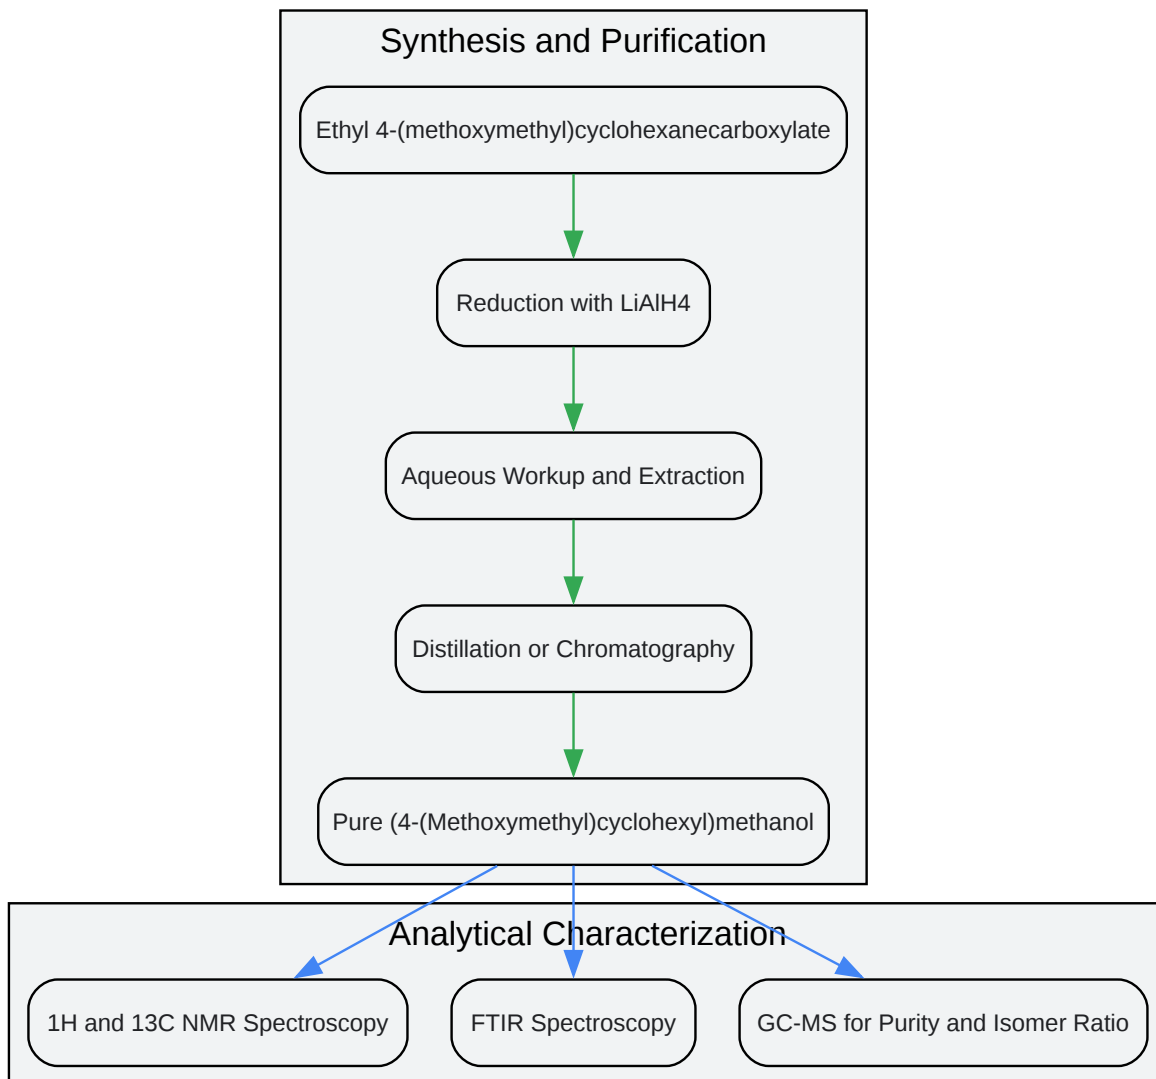 Synthesis and Purification
Ethyl 4-(methoxymethyl)cyclohexanecarboxylate
Reduction with LiAlH4
Aqueous Workup and Extraction
Distillation or Chromatography
Pure (4-(Methoxymethyl)cyclohexyl)methanol
Analytical Characterization
1H and 13C NMR Spectroscopy
FTIR Spectroscopy
GC-MS for Purity and Isomer Ratio